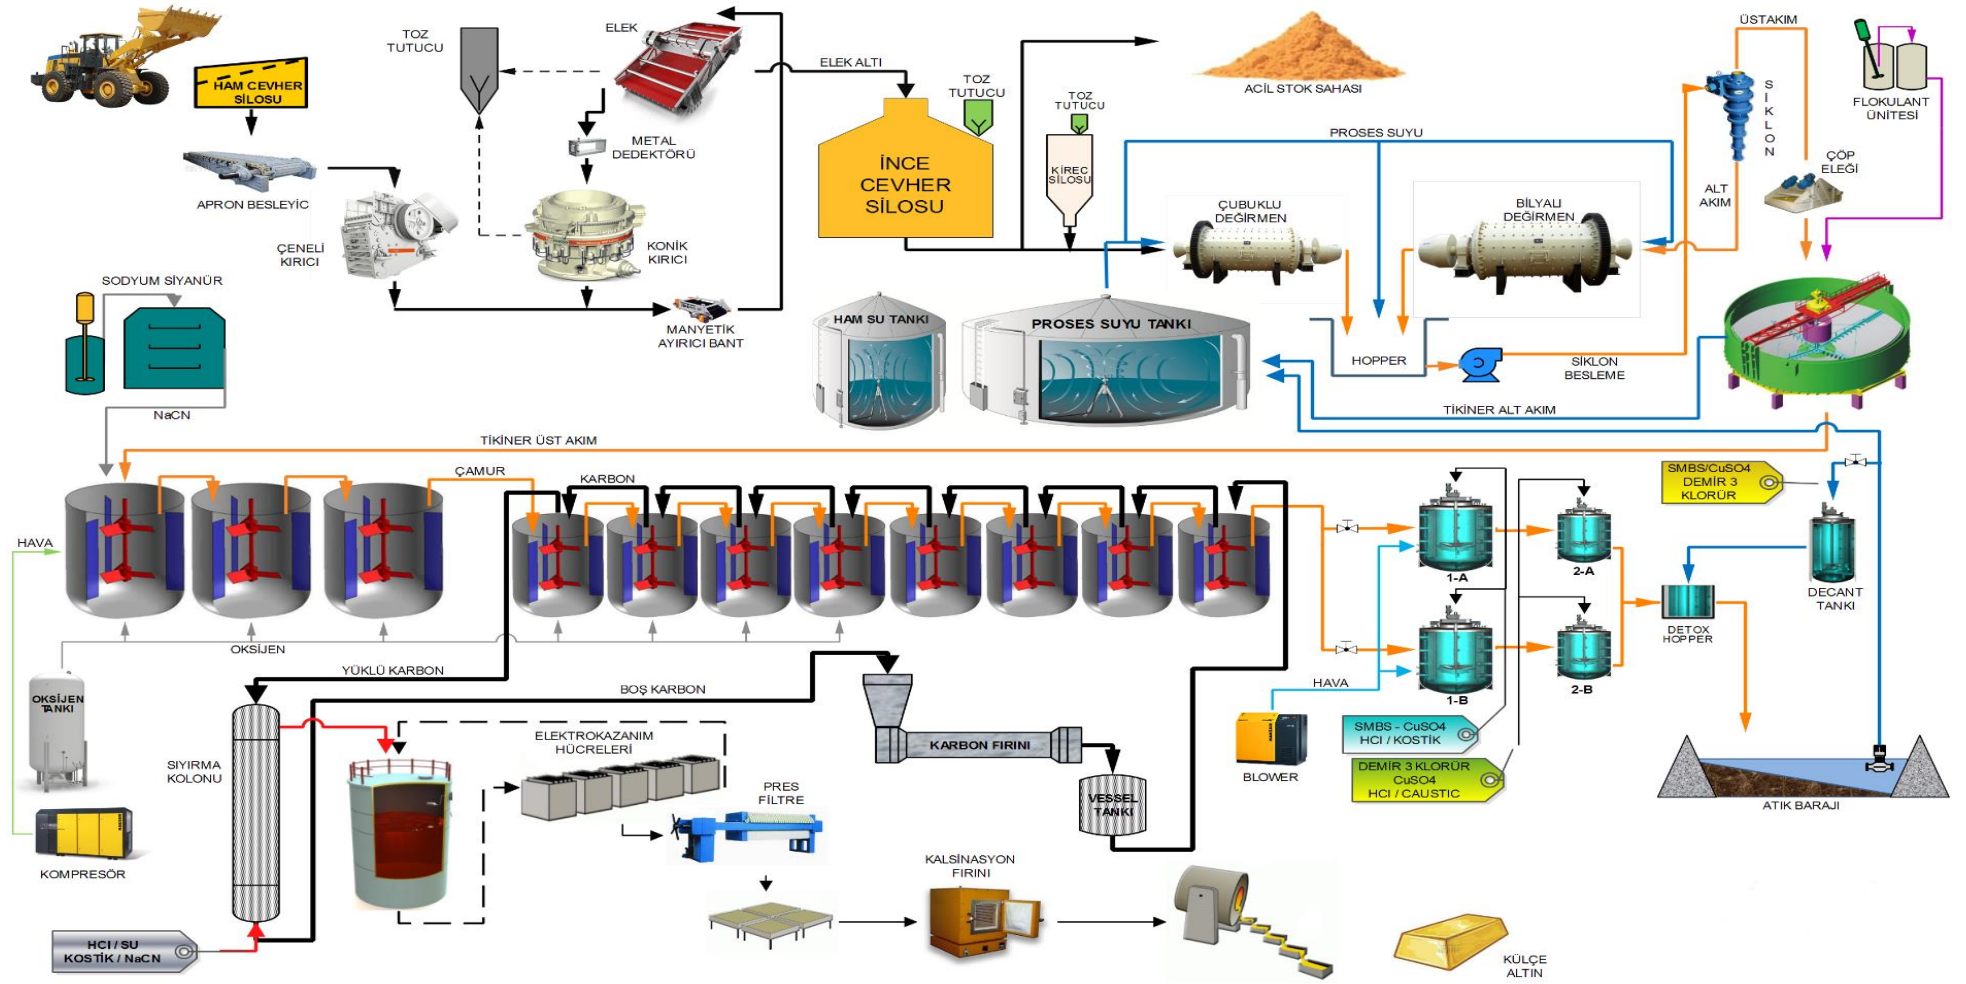 HAM CEVHER
SİLOSU
APRON BESLEYİC
ÇENELİ
KIRICI
TOZ
TUTUCU
ELEK
METAL
DEDEKTÖRÜ
KONİK
KIRICI
MANYETİK
AYIRICI BANT
ELEK ALTI
TOZ
TUTUCU
İNCE
CEVHER
SİLOSU
TOZ
TUTUCU
KİREC
SİLOSU
ACİL STOK SAHASI
PROSES SUYU
ÇUBUKLU
DEĞİRMEN
BİLYALI
DEĞİRMEN
ÜSTAKIM
SİKLON
ALT
AKIM
FLOKULANT
ÜNİTESİ
ÇÖP
ELEĞİ
HAM SU TANKI
PROSES SUYU TANKI
HOPPER
SİKLON
BESLEME
TİKİNER ALT AKIM
SODYUM SİYANÜR
NaCN
TİKİNER ÜST AKIM
ÇAMUR
KARBON
HAVA
OKSİJEN
OKSİJEN
TANKI
KOMPRESÖR
YÜKLÜ KARBON
BOŞ KARBON
SIYIRMA
KOLONU
HCI / SU
KOSTİK / NaCN
ELEKTROKAZANIM
HÜCRELERİ
PRES
FİLTRE
KARBON FIRINI
VESSEL
TANKI
KALSİNASYON
FIRINI
KÜLÇE
ALTIN
1-A
2-A
1-B
2-B
HAVA
BLOWER
SMBS - CuSO4
HCI / KOSTİK
DEMİR 3 KLORÜR
CuSO4
HCI / CAUSTIC
SMBS/CuSO4
DEMİR 3
KLORÜR
DECANT
TANKI
DETOX
HOPPER
ATIK BARAJI